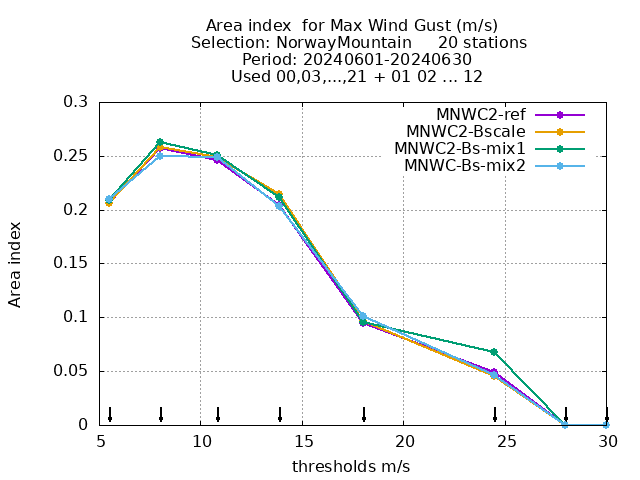 Area index  for Max Wind Gust (m/s)
Selection: NorwayMountain     20 stations
Period: 20240601-20240630
Used 00,03,...,21 + 01 02 ... 12
MNWC2-ref
MNWC2-Bscale
MNWC2-Bs-mix1
MNWC-Bs-mix2
Area index
0.3
0.25
0.2
0.15
0.1
0.05
0
5 10 15 20 25 30
thresholds m/s